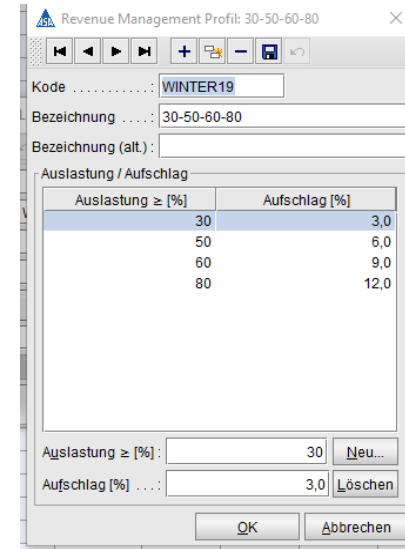 ASA Revenue Management Profil: 30-50-60-80
Kode ...........: WINTER19
Bezeichnung ....: 30-50-60-80
Bezeichnung (alt.) :
Auslastung / Aufschlag
Auslastung ≥ [%] Aufschlag [%]
30 3,0
50 6,0
60 9,0
80 12,0
Auslastung ≥ [%] : 30 Neu...
Aufschlag [%] ...: 3,0 Löschen
OK Abbrechen